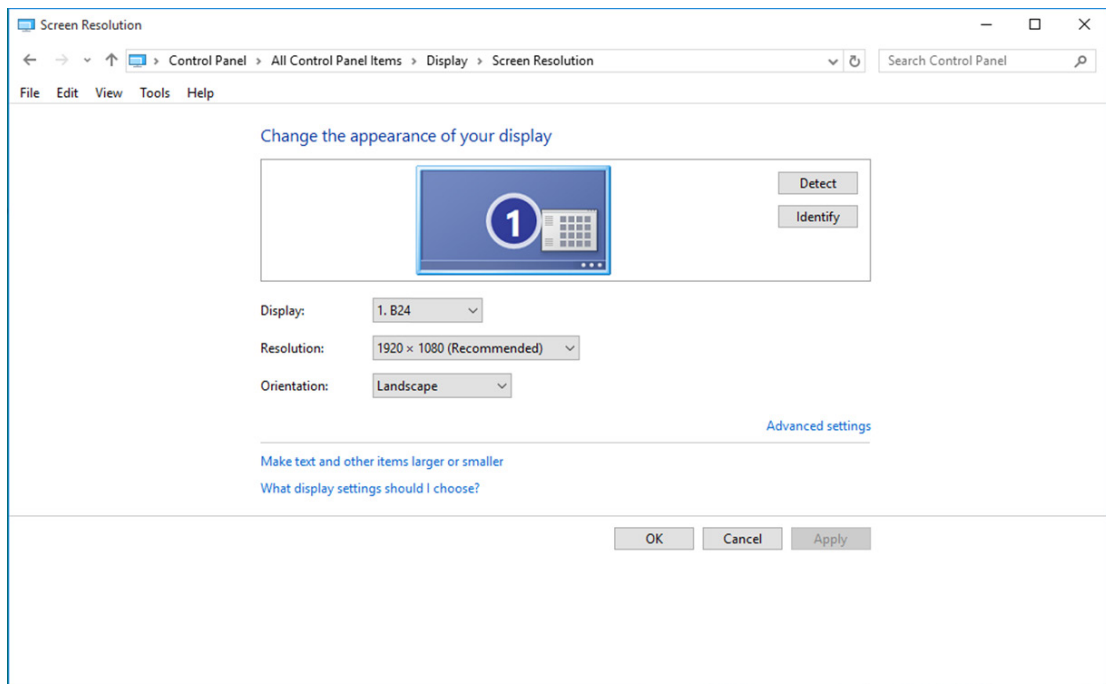 Screen Resolution
Control Panel > All Control Panel Items > Display > Screen Resolution
Search Control Panel
File Edit View Tools Help
Change the appearance of your display
1
Detect
Identify
Display: 1. B24
Resolution: 1920 × 1080 (Recommended)
Orientation: Landscape
Advanced settings
Make text and other items larger or smaller
What display settings should I choose?
OK Cancel Apply